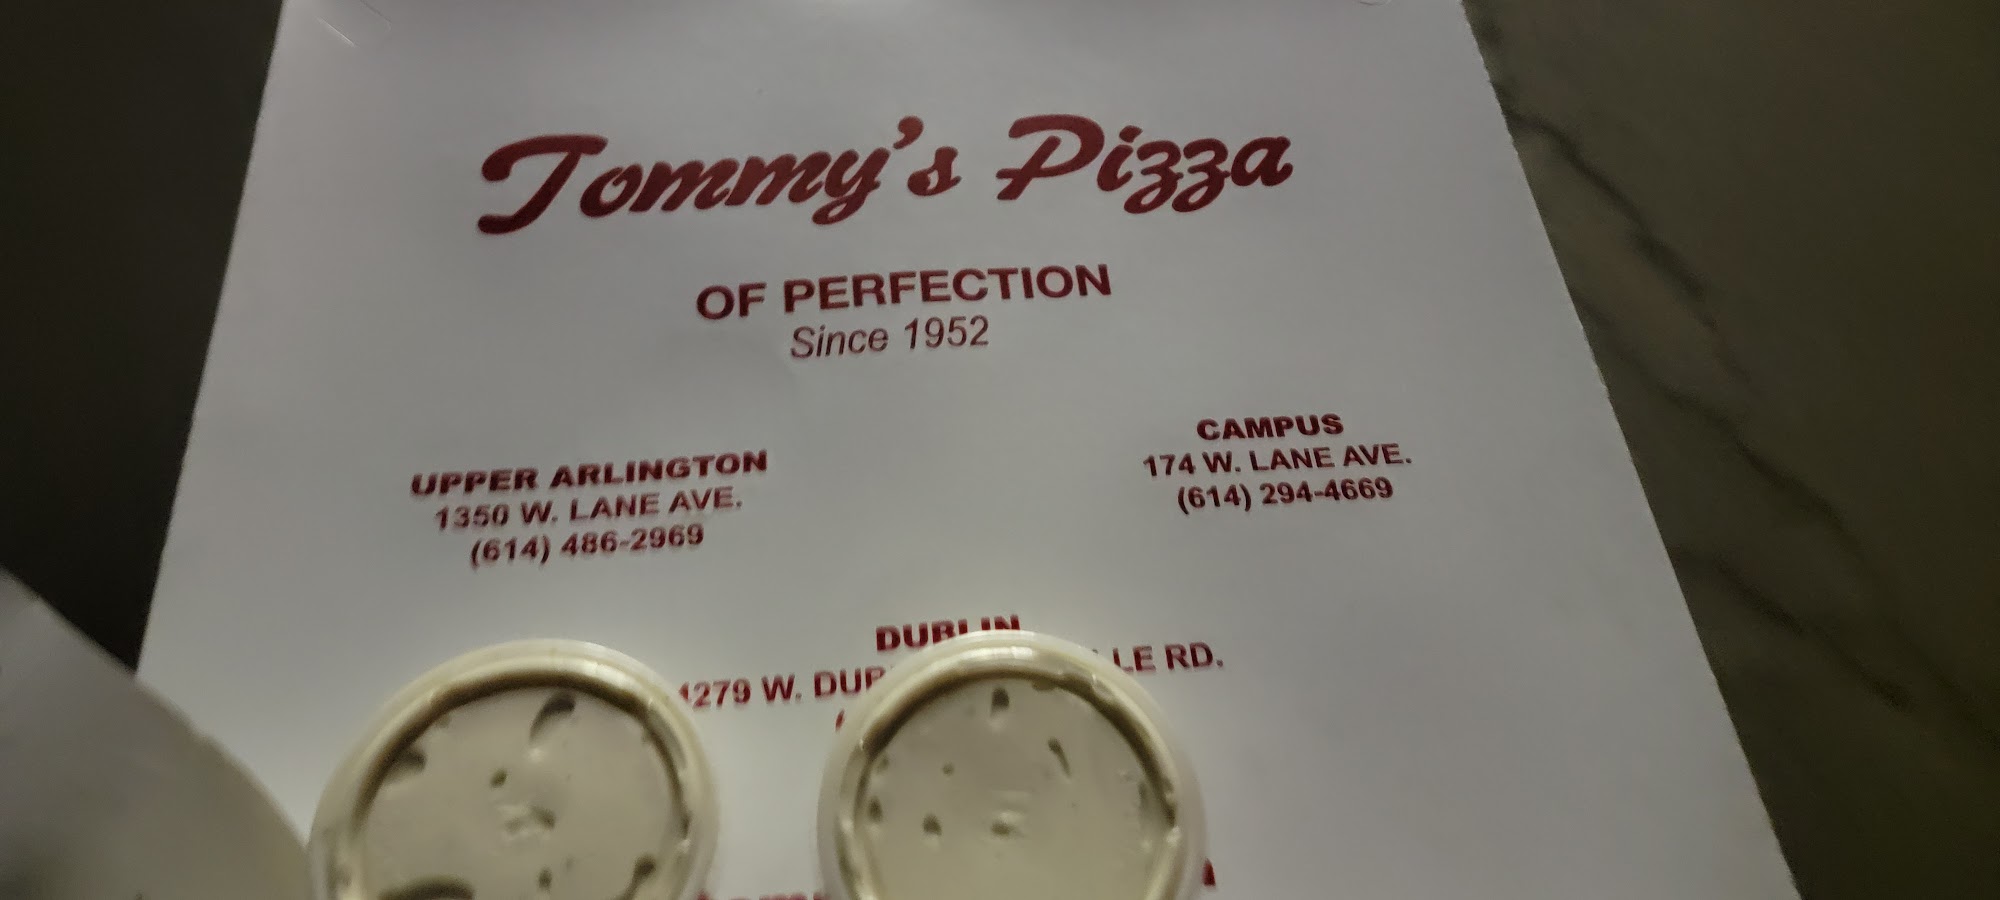 Tommy's Pizza
OF PERFECTION
Since 1952
UPPER ARLINGTON
1350 W. LANE AVE.
(614) 486-2969
CAMPUS
174 W. LANE AVE.
(614) 294-4669
DUBLIN
W. RD.